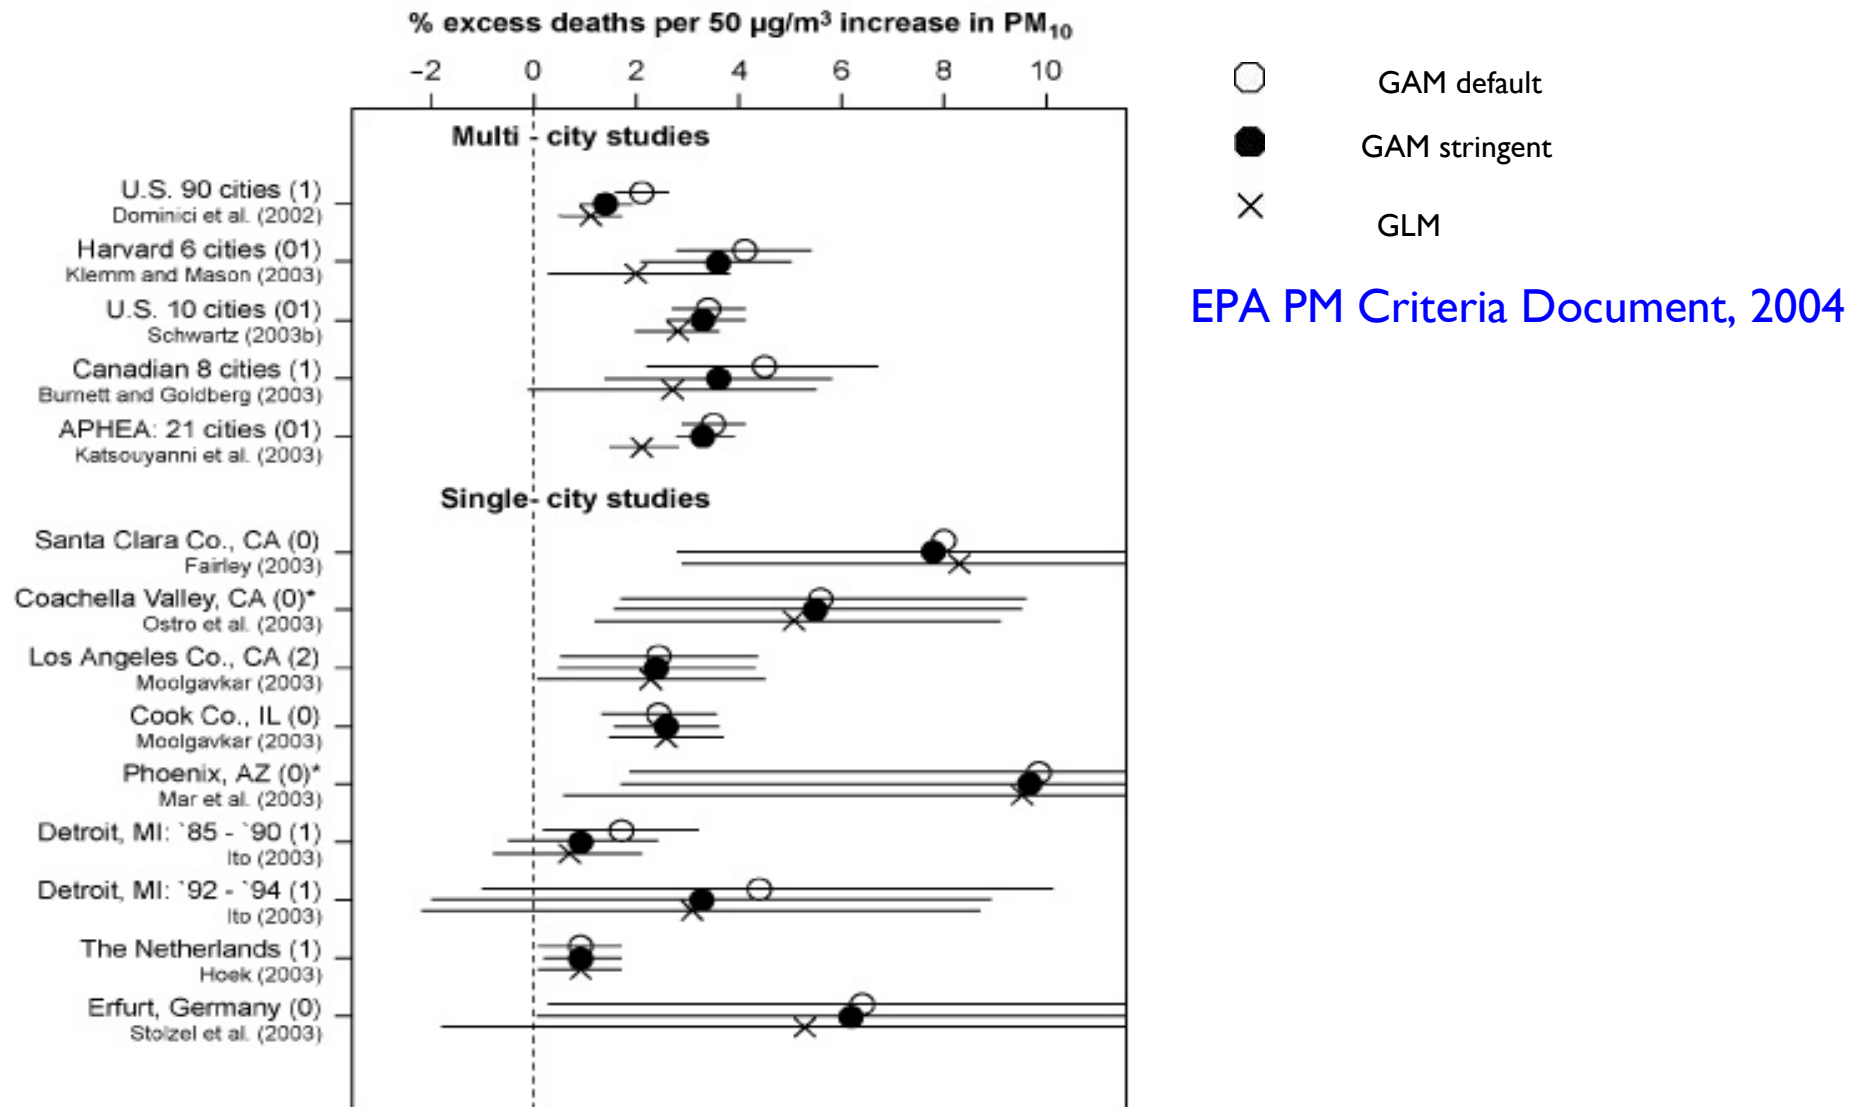 % excess deaths per 50 µg/m³ increase in PM₁₀
−2 0 2 4 6 8 10
Multi - city studies
U.S. 90 cities (1)
Dominici et al. (2002)
Harvard 6 cities (01)
Klemm and Mason (2003)
U.S. 10 cities (01)
Schwartz (2003b)
Canadian 8 cities (1)
Burnett and Goldberg (2003)
APHEA: 21 cities (01)
Katsouyanni et al. (2003)
Single- city studies
Santa Clara Co., CA (0)
Fairley (2003)
Coachella Valley, CA (0)*
Ostro et al. (2003)
Los Angeles Co., CA (2)
Moolgavkar (2003)
Cook Co., IL (0)
Moolgavkar (2003)
Phoenix, AZ (0)*
Mar et al. (2003)
Detroit, MI: `85 - `90 (1)
Ito (2003)
Detroit, MI: `92 - `94 (1)
Ito (2003)
The Netherlands (1)
Hoek (2003)
Erfurt, Germany (0)
Stolzel et al. (2003)
GAM default
GAM stringent
GLM
EPA PM Criteria Document, 2004